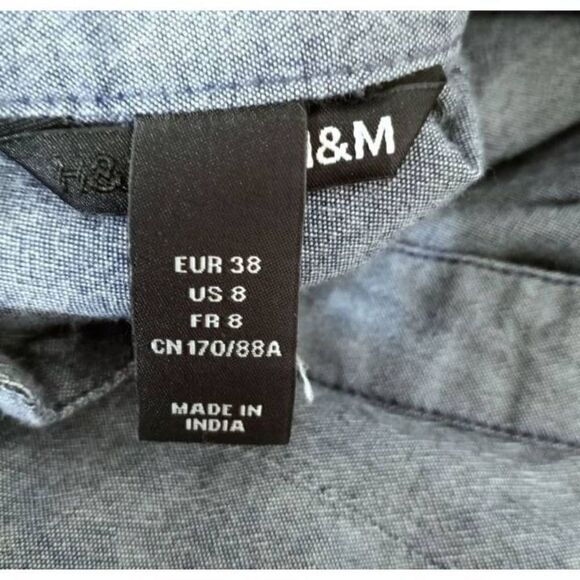 &M
EUR 38
US 8
FR 8
CN 170/88A
MADE IN
INDIA